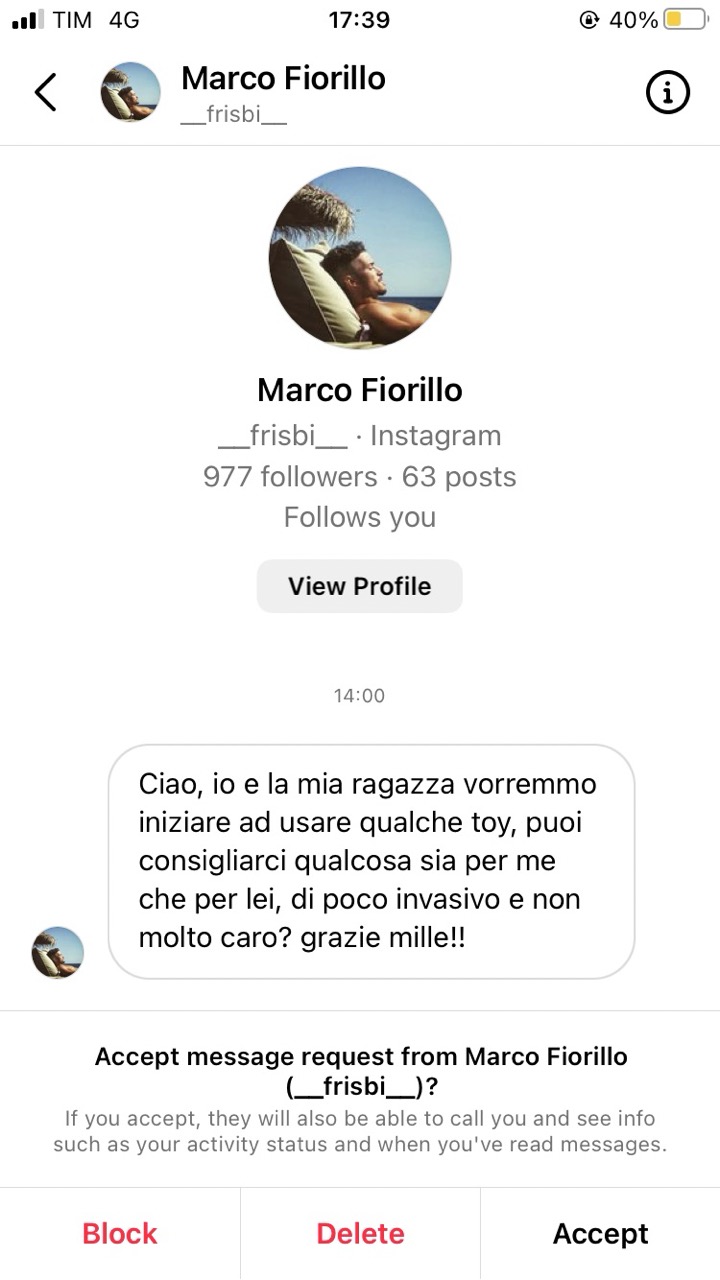 TIM 4G 17:39 40%
Marco Fiorillo
__frisbi__
Marco Fiorillo
__frisbi__ · Instagram
977 followers · 63 posts
Follows you
View Profile
14:00
Ciao, io e la mia ragazza vorremmo
iniziare ad usare qualche toy, puoi
consigliarci qualcosa sia per me
che per lei, di poco invasivo e non
molto caro? grazie mille!!
Accept message request from Marco Fiorillo
(__frisbi__)?
If you accept, they will also be able to call you and see info
such as your activity status and when you've read messages.
Block Delete Accept